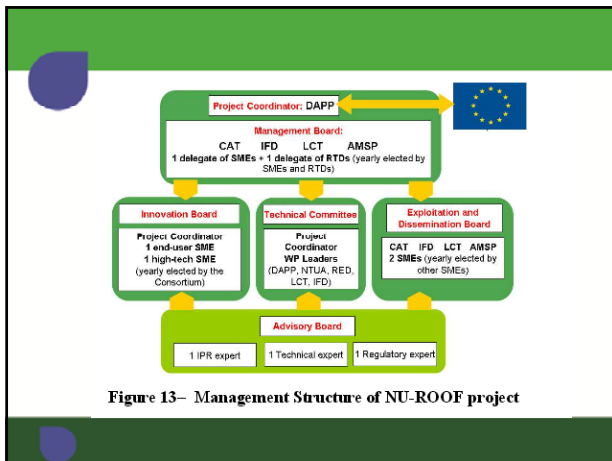 Project Coordinator: DAPP
Management Board:
CAT IFD LCT AMSP
1 delegate of SMEs + 1 delegate of RTDs (yearly elected by
SMEs and RTDs)
Innovation Board
Project Coordinator
1 end-user SME
1 high-tech SME
(yearly elected by the
Consortium)
Technical Committee
Project
Coordinator
WP Leaders
(DAPP, NTUA, RED,
LCT, IFD)
Exploitation and
Dissemination Board
CAT IFD LCT AMSP
2 SMEs (yearly elected by
other SMEs)
Advisory Board
1 IPR expert
1 Technical expert
1 Regulatory expert
Figure 13– Management Structure of NU-ROOF project